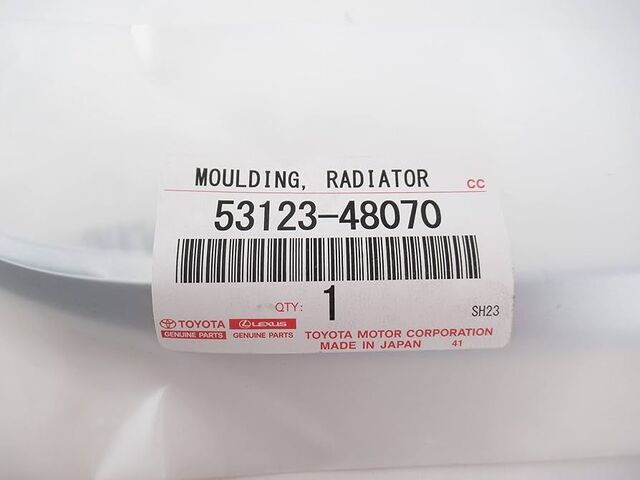 MOULDING, RADIATOR CC
53123-48070
QTY: 1
SH23
TOYOTA LEXUS
GENUINE PARTS GENUINE PARTS
TOYOTA MOTOR CORPORATION
MADE IN JAPAN 41